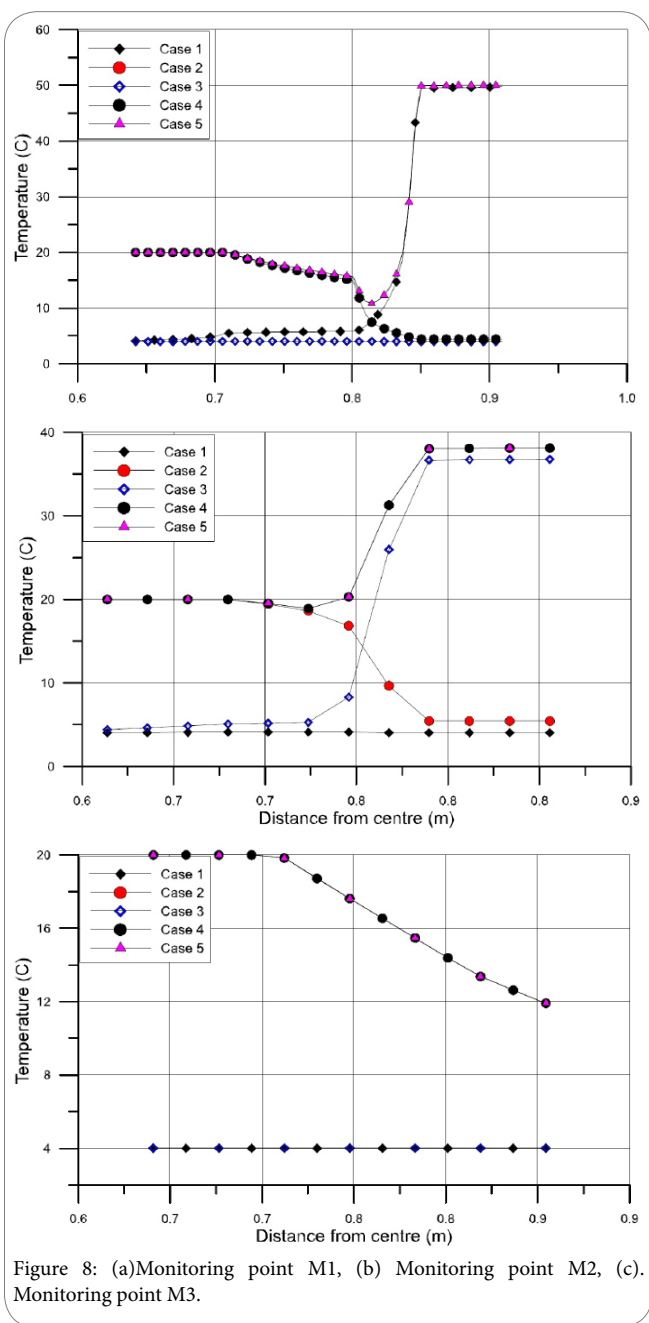 60
50
40
30
20
10
0
Temperature (C)
Case 1
Case 2
Case 3
Case 4
Case 5
0.6 0.7 0.8 0.9 1.0
40
30
20
10
0
Temperature (C)
Case 1
Case 2
Case 3
Case 4
Case 5
0.6 0.7 0.7 0.8 0.8 0.8 0.9
Distance from centre (m)
20
16
12
8
4
Temperature (C)
Case 1
Case 2
Case 3
Case 4
Case 5
0.6 0.7 0.7 0.8 0.8 0.9 0.9
Distance from centre (m)
Figure 8: (a)Monitoring point M1, (b) Monitoring point M2, (c).
Monitoring point M3.